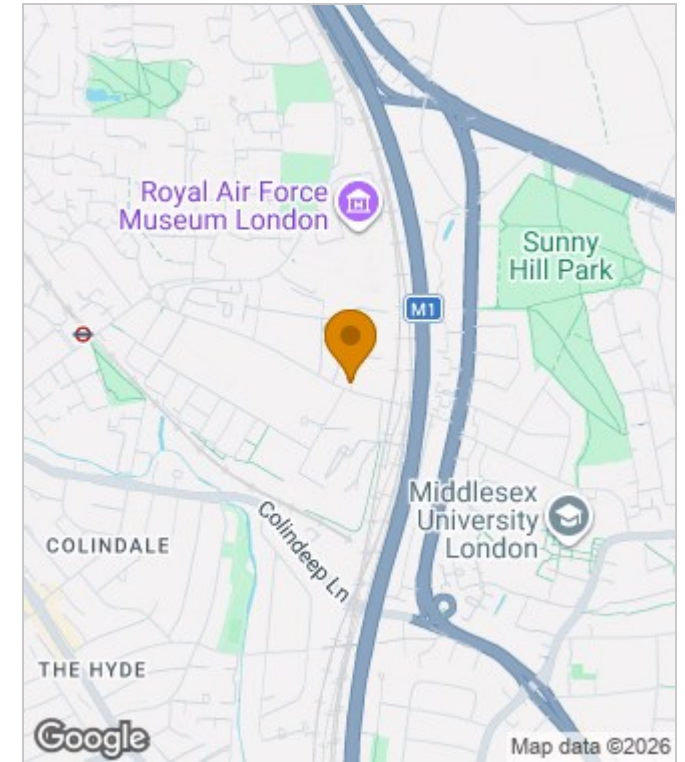 Royal Air Force
Museum London
Sunny
Hill Park
M1
Middlesex
University
London
Colindeep Ln
COLINDALE
THE HYDE
Google
Map data ©2026